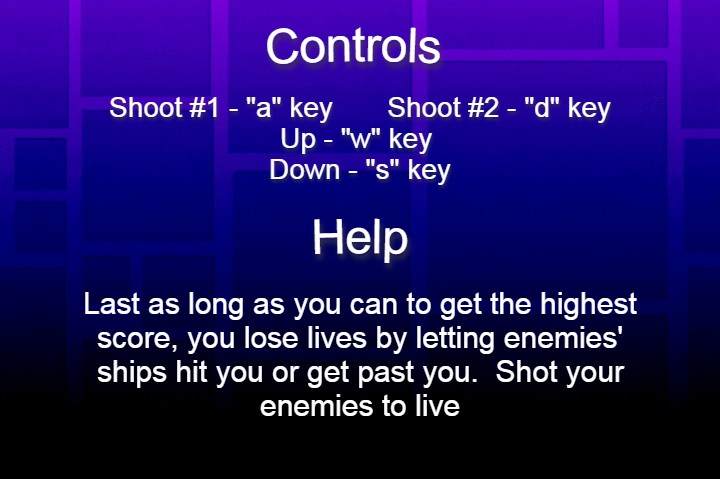 Controls
Shoot #1 - "a" key Shoot #2 - "d" key
Up - "w" key
Down - "s" key
Help
Last as long as you can to get the highest
score, you lose lives by letting enemies'
ships hit you or get past you. Shot your
enemies to live